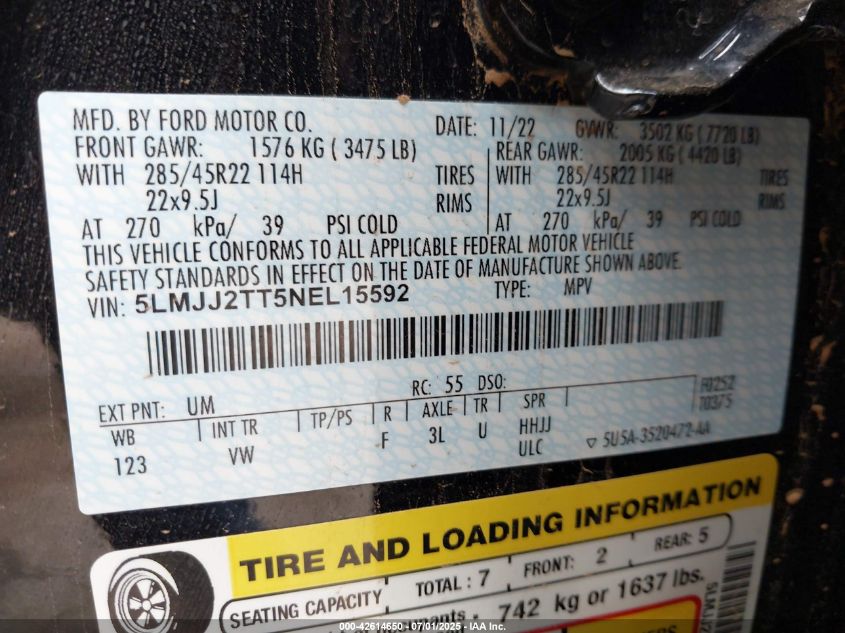 MFD. BY FORD MOTOR CO. DATE: 11/22 GVWR: 3502 KG ( 7720 LB)
FRONT GAWR: 1576 KG ( 3475 LB) REAR GAWR: 2005 KG ( 4420 LB)
WITH 285/45R22 114H TIRES WITH 285/45R22 114H TIRES
22x9.5J RIMS 22x9.5J RIMS
AT 270 kPa/ 39 PSI COLD AT 270 kPa/ 39 PSI COLD
THIS VEHICLE CONFORMS TO ALL APPLICABLE FEDERAL MOTOR VEHICLE
SAFETY STANDARDS IN EFFECT ON THE DATE OF MANUFACTURE SHOWN ABOVE.
VIN: 5LMJJ2TT5NEL15592 TYPE: MPV
RC: 55 DSO: F0252
EXT PNT: UM 70375
WB INT TR TP/PS R AXLE TR SPR
123 VW F 3L U HHJJ
ULC 5U5A-3520472-AA
TIRE AND LOADING INFORMATION
SEATING CAPACITY TOTAL : 7 FRONT: 2 REAR: 5
742 kg or 1637 lbs.
000-42614650 - 07/01/2025 - IAA Inc.